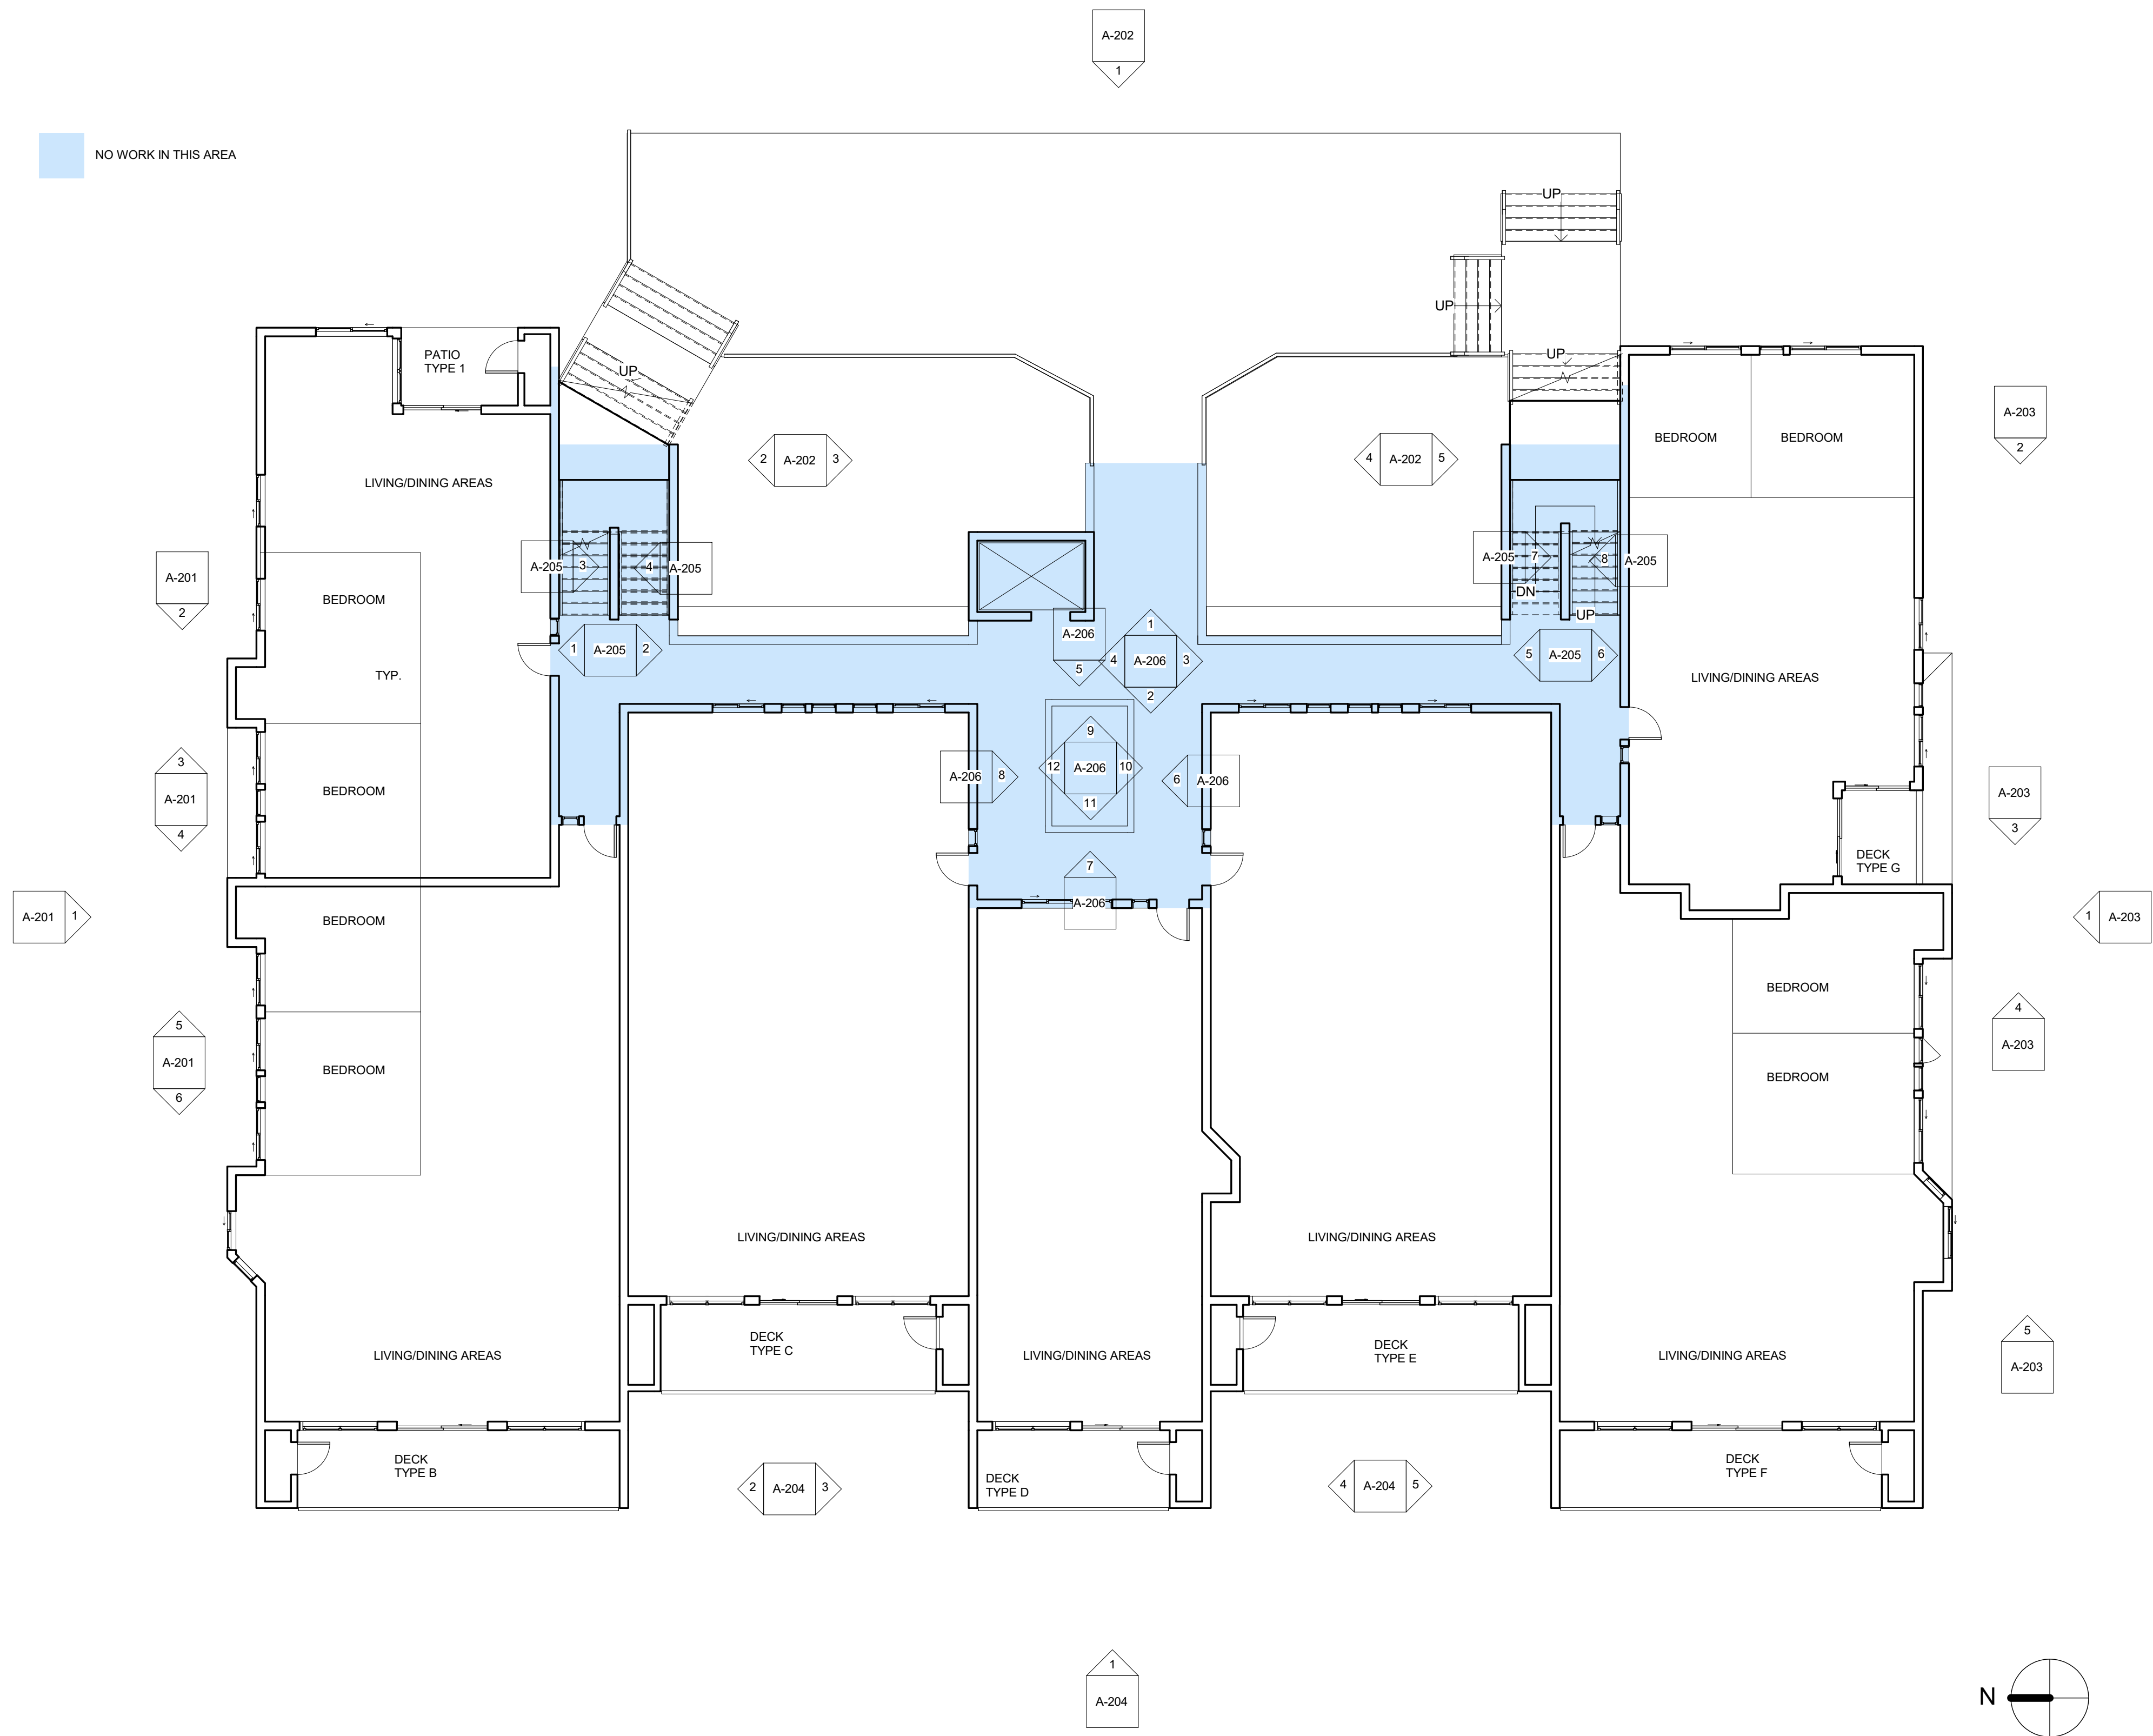 A-202
1
NO WORK IN THIS AREA
UP
UP
PATIO
TYPE 1
UP
UP
A-203
2
BEDROOM
BEDROOM
2
A-202
3
4
A-202
5
LIVING/DINING AREAS
A-201
2
A-205
3
4
A-205
A-205
7
8
A-205
DN
UP
BEDROOM
1
A-205
2
A-206
5
1
4
A-206
3
2
5
A-205
6
TYP.
LIVING/DINING AREAS
3
A-201
4
BEDROOM
A-206
8
9
12
A-206
10
11
6
A-206
A-203
3
DECK
TYPE G
7
A-206
A-201
1
BEDROOM
1
A-203
BEDROOM
4
A-203
5
A-201
6
BEDROOM
BEDROOM
LIVING/DINING AREAS
LIVING/DINING AREAS
DECK
TYPE C
DECK
TYPE E
LIVING/DINING AREAS
LIVING/DINING AREAS
LIVING/DINING AREAS
5
A-203
DECK
TYPE B
2
A-204
3
DECK
TYPE D
4
A-204
5
DECK
TYPE F
1
A-204
N